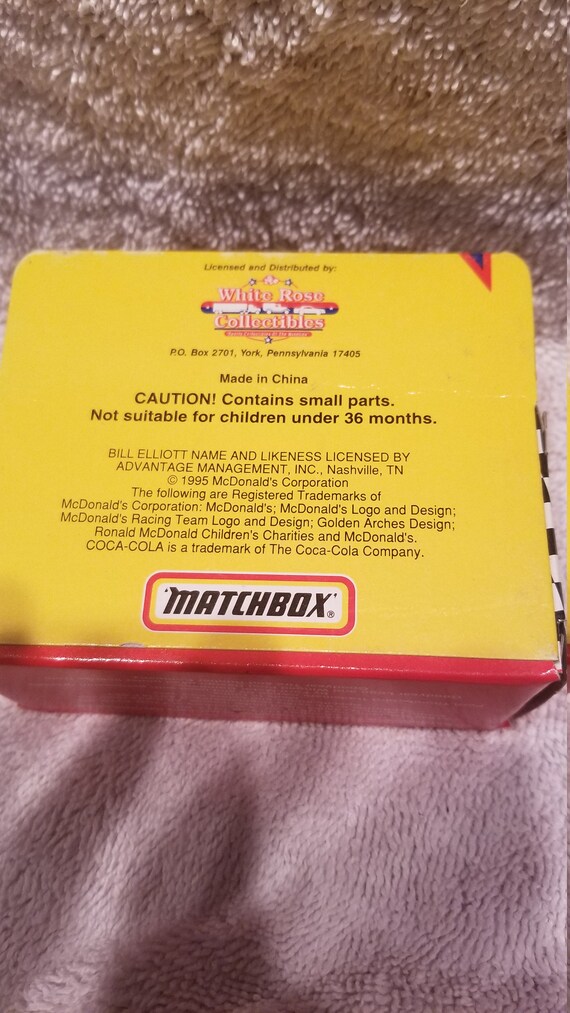 Licensed and Distributed by:
White Rose
Collectibles
P.O. Box 2701, York, Pennsylvania 17405
Made in China
CAUTION! Contains small parts.
Not suitable for children under 36 months.
BILL ELLIOTT NAME AND LIKENESS LICENSED BY
ADVANTAGE MANAGEMENT, INC., Nashville, TN
© 1995 McDonald's Corporation
The following are Registered Trademarks of
McDonald's Corporation: McDonald's; McDonald's Logo and Design;
McDonald's Racing Team Logo and Design; Golden Arches Design;
Ronald McDonald Children's Charities and McDonald's.
COCA-COLA is a trademark of The Coca-Cola Company.
'MATCHBOX'®